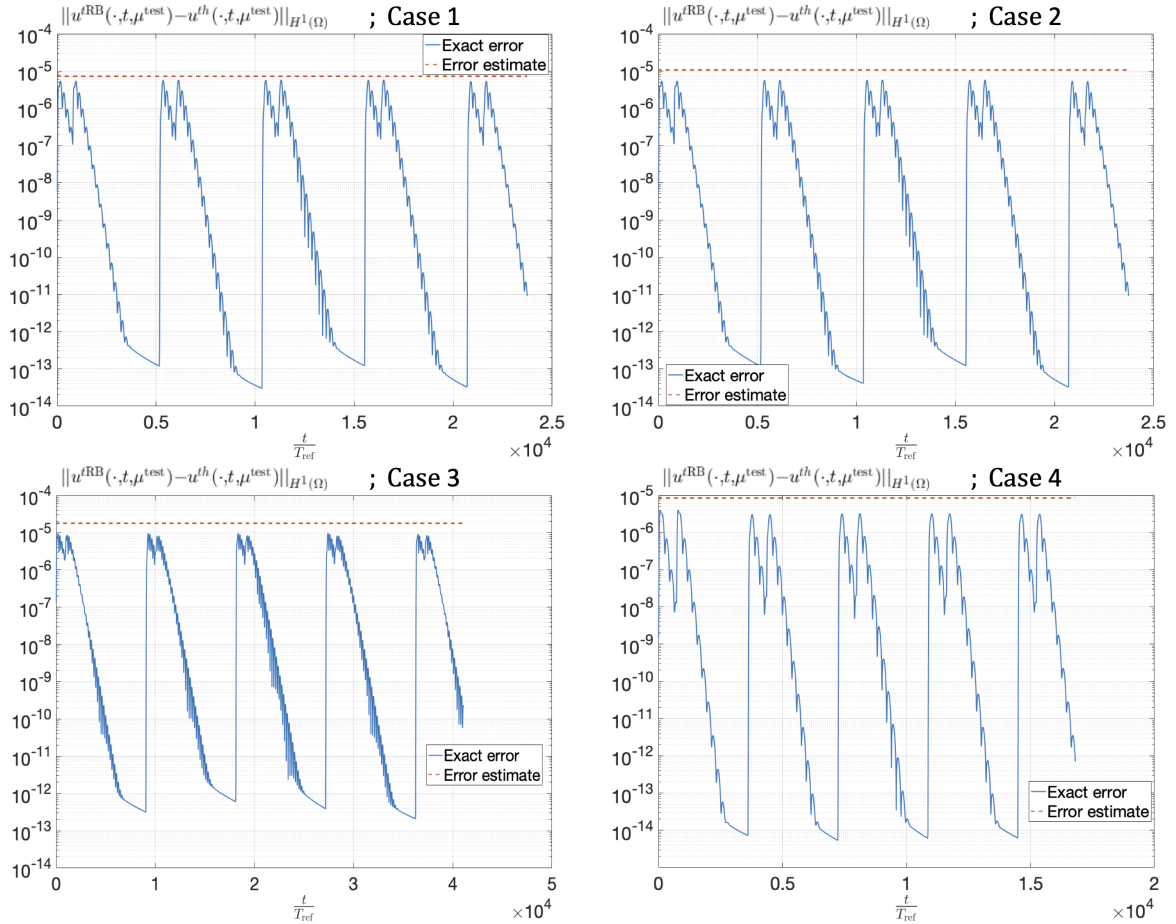 ||u^{tRB}(·,t,μ^{test})−u^{th}(·,t,μ^{test})||_{H^1(Ω)} ; Case 1
10^{-4}
10^{-5}
10^{-6}
10^{-7}
10^{-8}
10^{-9}
10^{-10}
10^{-11}
10^{-12}
10^{-13}
10^{-14}
Exact error
Error estimate
0 0.5 1 1.5 2 2.5
t/T_{ref}
×10^4
||u^{tRB}(·,t,μ^{test})−u^{th}(·,t,μ^{test})||_{H^1(Ω)} ; Case 2
10^{-4}
10^{-5}
10^{-6}
10^{-7}
10^{-8}
10^{-9}
10^{-10}
10^{-11}
10^{-12}
10^{-13}
10^{-14}
Exact error
Error estimate
0 0.5 1 1.5 2 2.5
t/T_{ref}
×10^4
||u^{tRB}(·,t,μ^{test})−u^{th}(·,t,μ^{test})||_{H^1(Ω)} ; Case 3
10^{-4}
10^{-5}
10^{-6}
10^{-7}
10^{-8}
10^{-9}
10^{-10}
10^{-11}
10^{-12}
10^{-13}
10^{-14}
Exact error
Error estimate
0 1 2 3 4 5
t/T_{ref}
×10^4
||u^{tRB}(·,t,μ^{test})−u^{th}(·,t,μ^{test})||_{H^1(Ω)} ; Case 4
10^{-5}
10^{-6}
10^{-7}
10^{-8}
10^{-9}
10^{-10}
10^{-11}
10^{-12}
10^{-13}
10^{-14}
Exact error
Error estimate
0 0.5 1 1.5 2
t/T_{ref}
×10^4